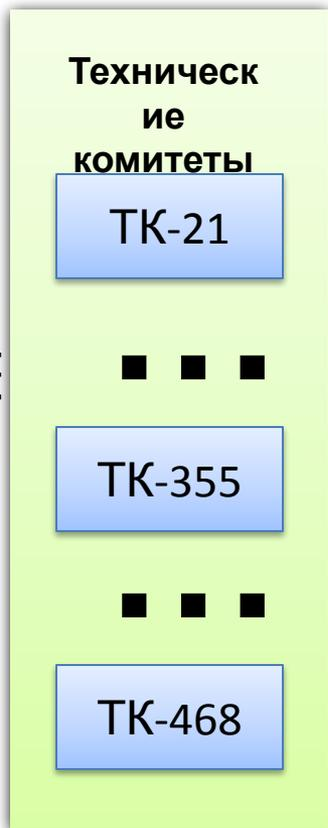 Техническ
ие
комитеты
ТК-21
▪ ▪ ▪
ТК-355
▪ ▪ ▪
ТК-468